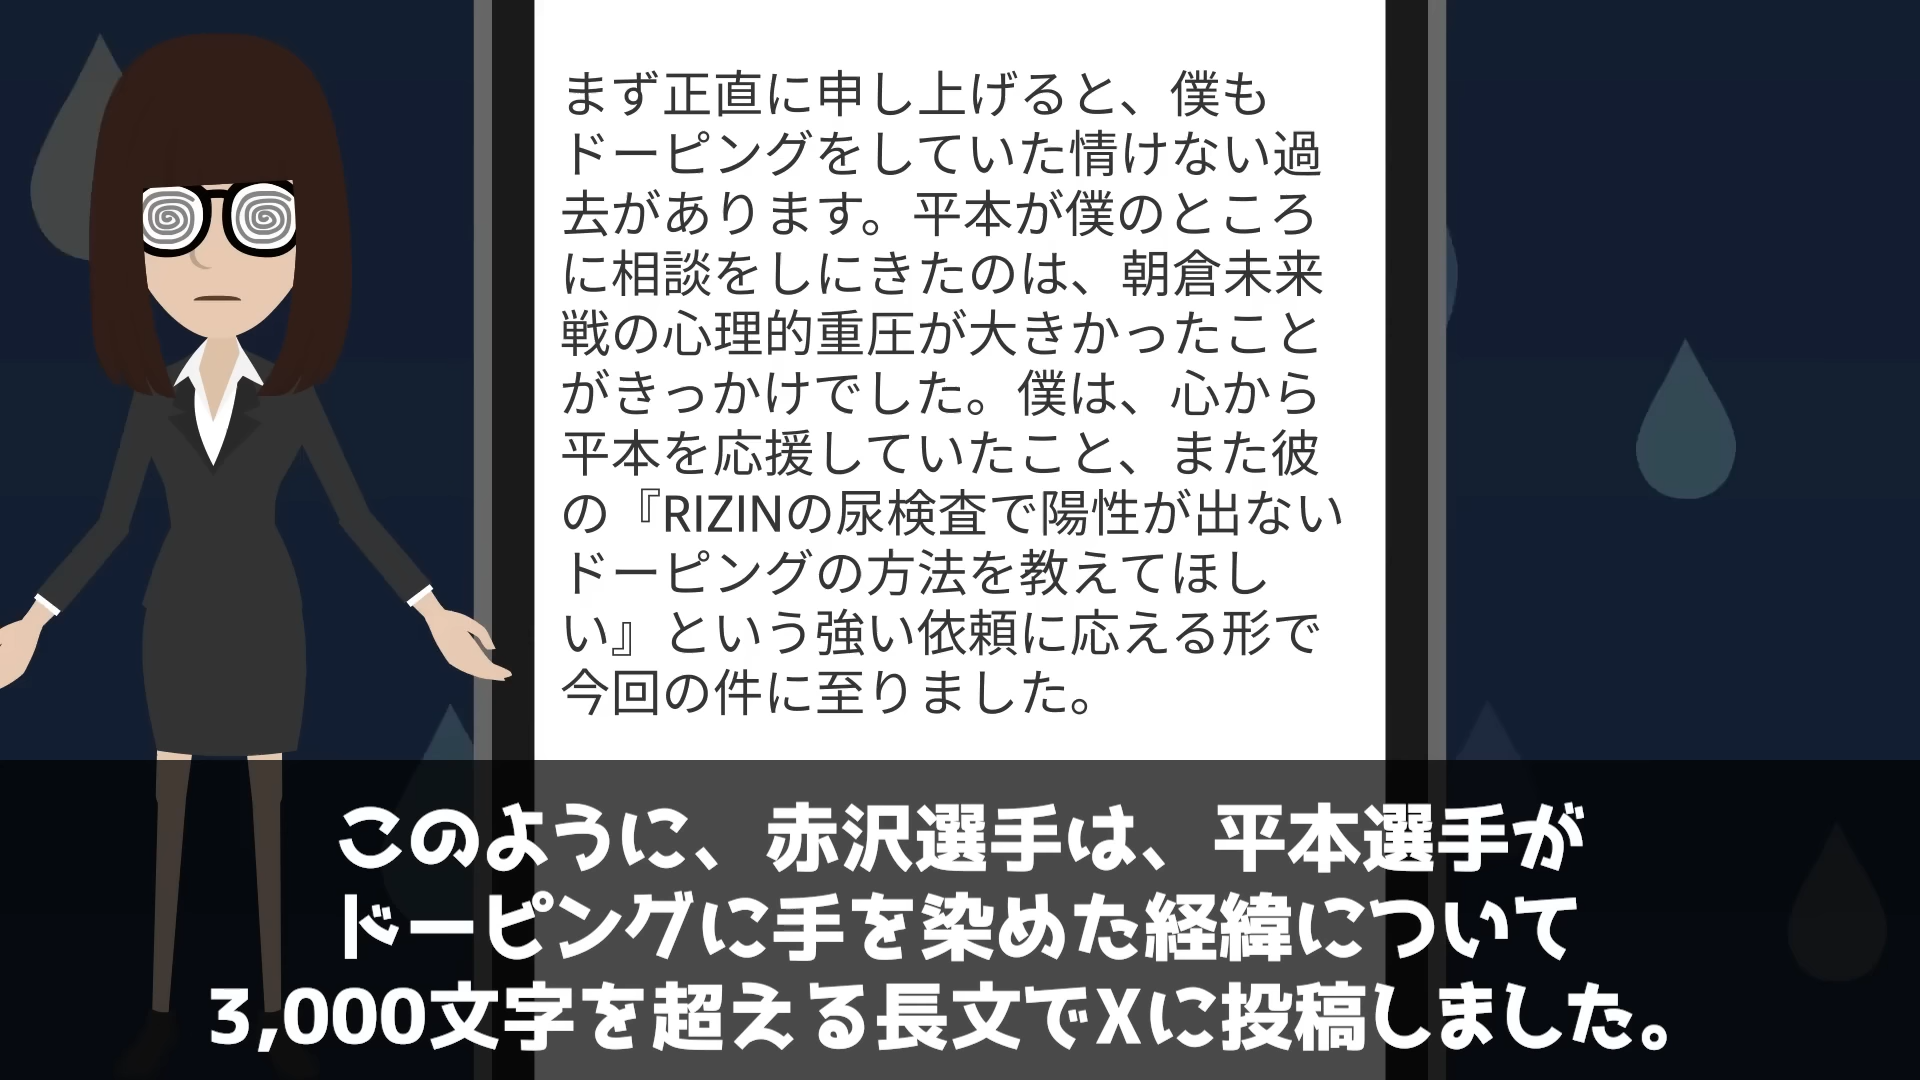 まず正直に申し上げると、僕も
ドーピングをしていた情けない過
去があります。平本が僕のところ
に相談をしにきたのは、朝倉未来
戦の心理的重圧が大きかったこと
がきっかけでした。僕は、心から
平本を応援していたこと、また彼
の『RIZINの尿検査で陽性が出ない
ドーピングの方法を教えてほし
い』という強い依頼に応える形で
今回の件に至りました。
このように、赤沢選手は、平本選手が
ドーピングに手を染めた経緯について
3,000文字を超える長文でXに投稿しました。